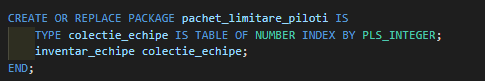 CREATE OR REPLACE PACKAGE pachet_limitare_piloti IS
TYPE colectie_echipe IS TABLE OF NUMBER INDEX BY PLS_INTEGER;
inventar_echipe colectie_echipe;
END;